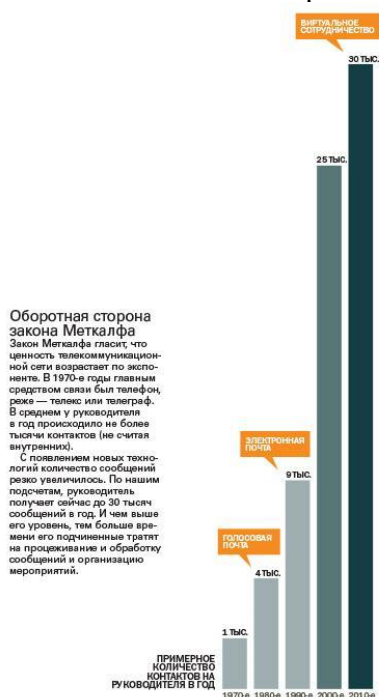 ВИРТУАЛЬНОЕ
СОТРУДНИЧЕСТВО
30 ТЫС.
25 ТЫС.
Оборотная сторона
закона Меткалфа
Закон Меткалфа гласит, что
ценность телекоммуникацион-
ной сети возрастает по экспо-
ненте. В 1970-е годы главным
средством связи был телефон,
реже — телекс или телеграф.
В среднем у руководителя
в год происходило не более
тысячи контактов (не считая
внутренних).
С появлением новых техно-
логий количество сообщений
резко увеличилось. По нашим
подсчетам, руководитель
получает сейчас до 30 тысяч
сообщений в год. И чем выше
его уровень, тем больше вре-
мени его подчиненные тратят
на процеживание и обработку
сообщений и организацию
мероприятий.
ЭЛЕКТРОННАЯ
ПОЧТА
9 ТЫС.
ГОЛОСОВАЯ
ПОЧТА
4 ТЫС.
1 ТЫС.
ПРИМЕРНОЕ
КОЛИЧЕСТВО
КОНТАКТОВ НА
РУКОВОДИТЕЛЯ В ГОД
1970-е 1980-е 1990-е 2000-е 2010-е